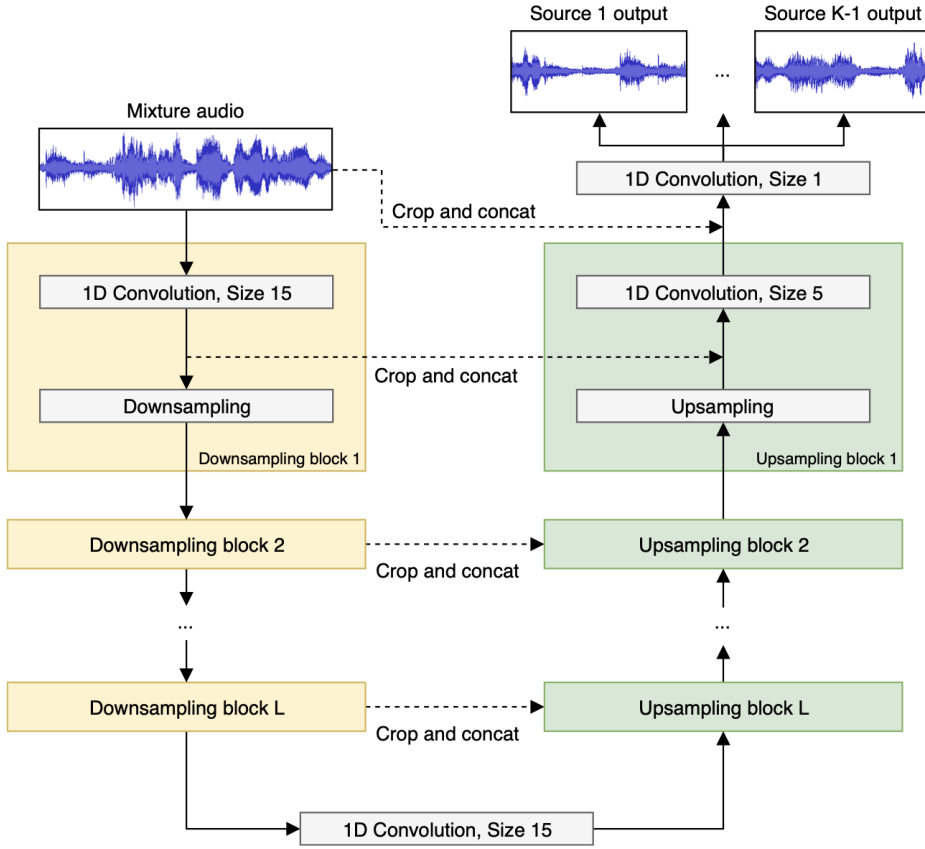 Source 1 output
Source K-1 output
...
Mixture audio
1D Convolution, Size 1
Crop and concat
1D Convolution, Size 15
1D Convolution, Size 5
Crop and concat
Downsampling
Upsampling
Downsampling block 1
Upsampling block 1
Downsampling block 2
Upsampling block 2
Crop and concat
...
...
Downsampling block L
Upsampling block L
Crop and concat
1D Convolution, Size 15